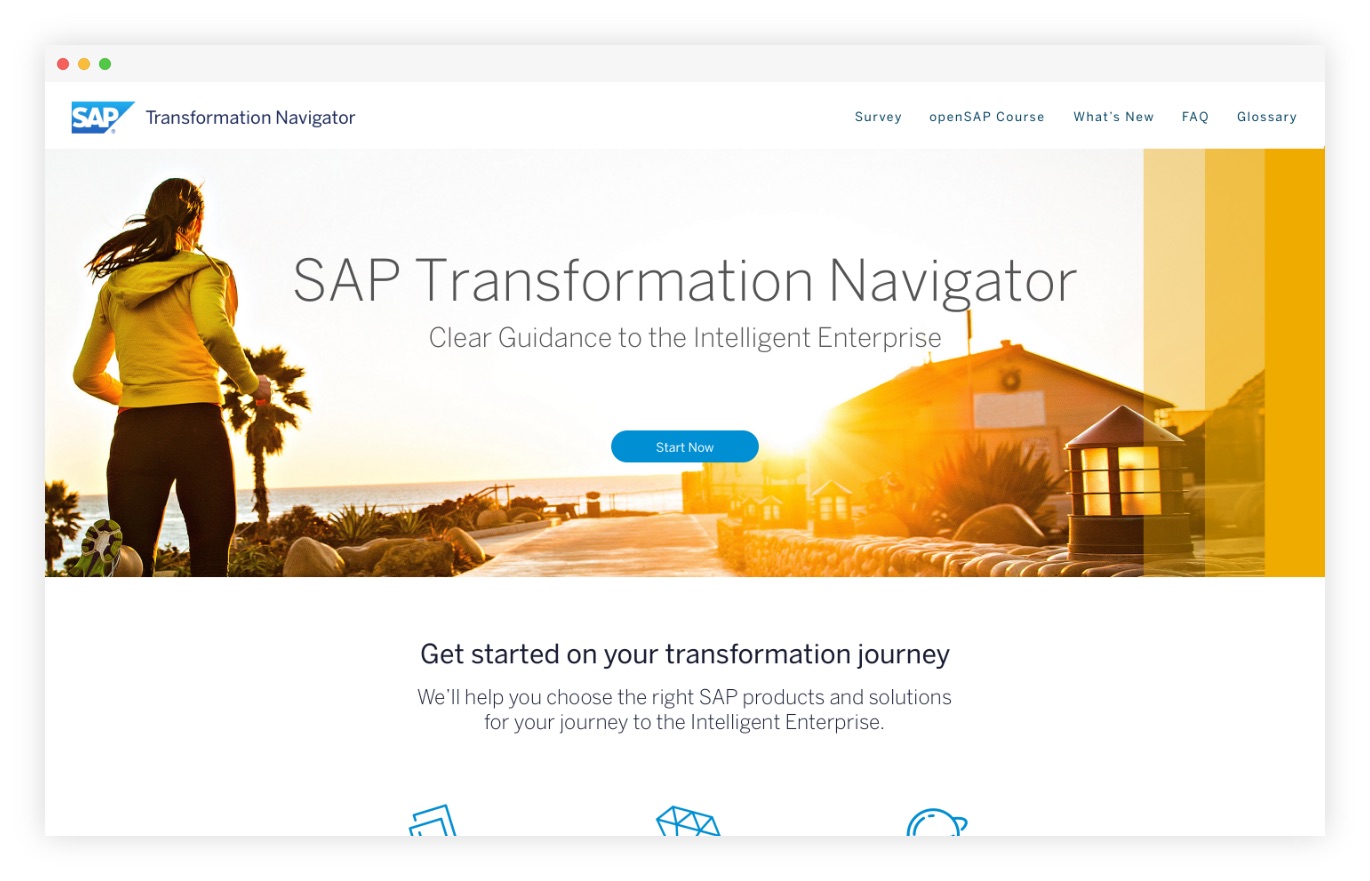 SAP
Transformation Navigator
Survey
openSAP Course
What's New
FAQ
Glossary
SAP Transformation Navigator
Clear Guidance to the Intelligent Enterprise
Start Now
Get started on your transformation journey
We'll help you choose the right SAP products and solutions
for your journey to the Intelligent Enterprise.